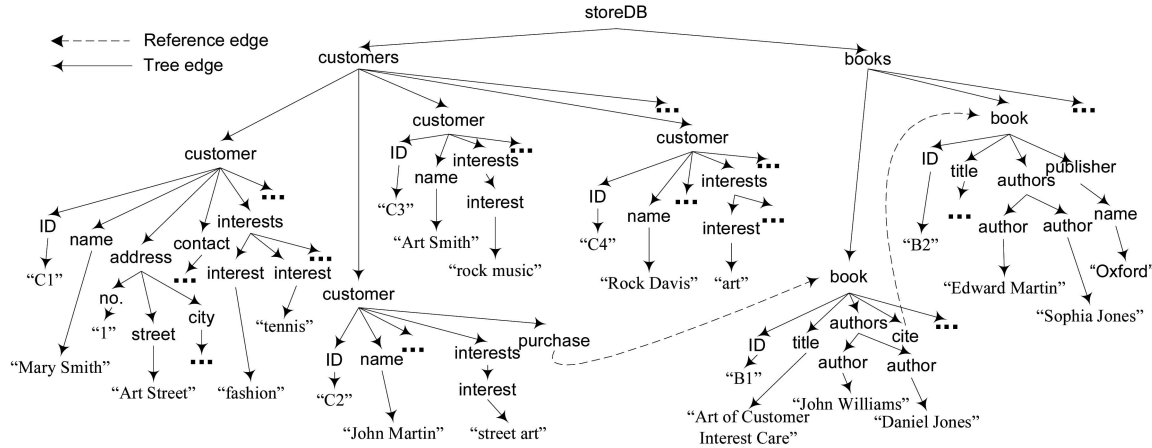 storeDB
Reference edge
Tree edge
customers
books
customer
ID
name
address
contact
interests
...
"C1"
no.
street
city
...
interest
interest
...
"1"
"Mary Smith"
"Art Street"
...
"fashion"
"tennis"
customer
ID
name
...
interests
purchase
"C2"
interest
"John Martin"
"street art"
customer
ID
name
interests
...
"C3"
interest
"Art Smith"
"rock music"
customer
ID
name
...
interests
...
"C4"
interest
...
"Rock Davis"
"art"
...
book
ID
title
authors
cite
...
"B1"
author
author
"Art of Customer
Interest Care"
"John Williams"
"Daniel Jones"
book
ID
title
authors
publisher
"B2"
...
author
author
name
"Edward Martin"
"Sophia Jones"
"Oxford"
...